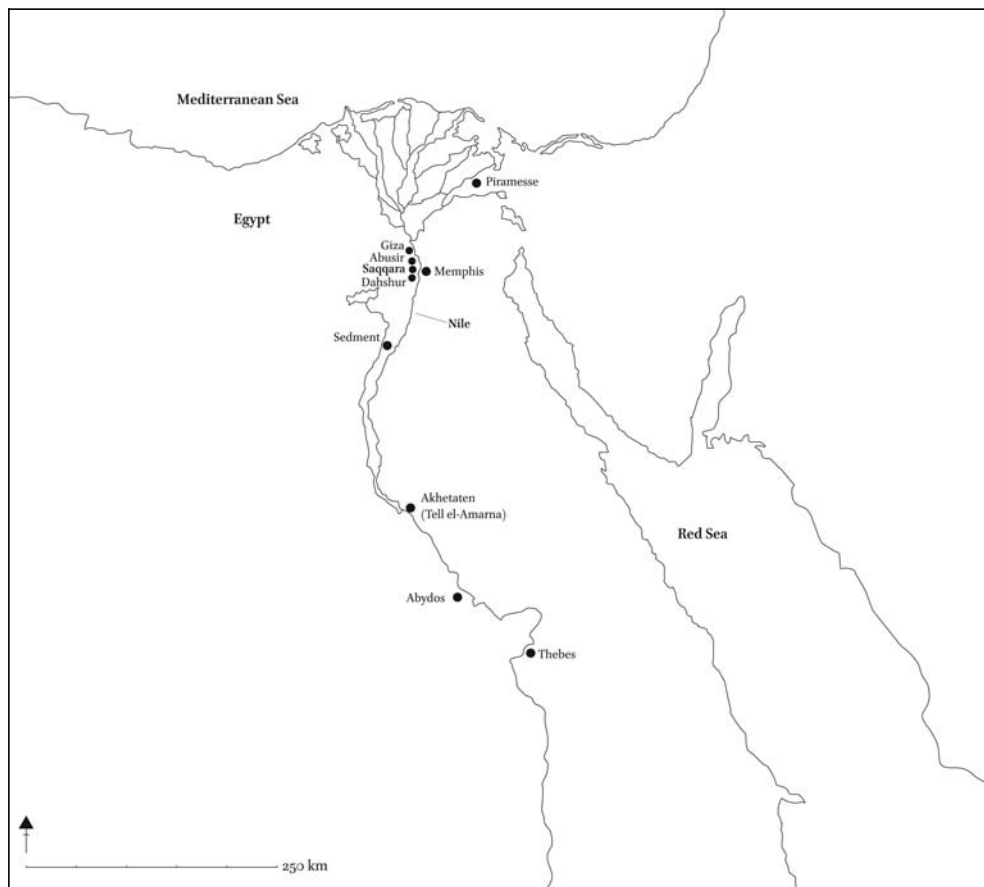 Mediterranean Sea
Piramesse
Egypt
Giza
Abusir
Saqqara
Memphis
Dahshur
Nile
Sedment
Akhetaten
(Tell el-Amarna)
Red Sea
Abydos
Thebes
250 km